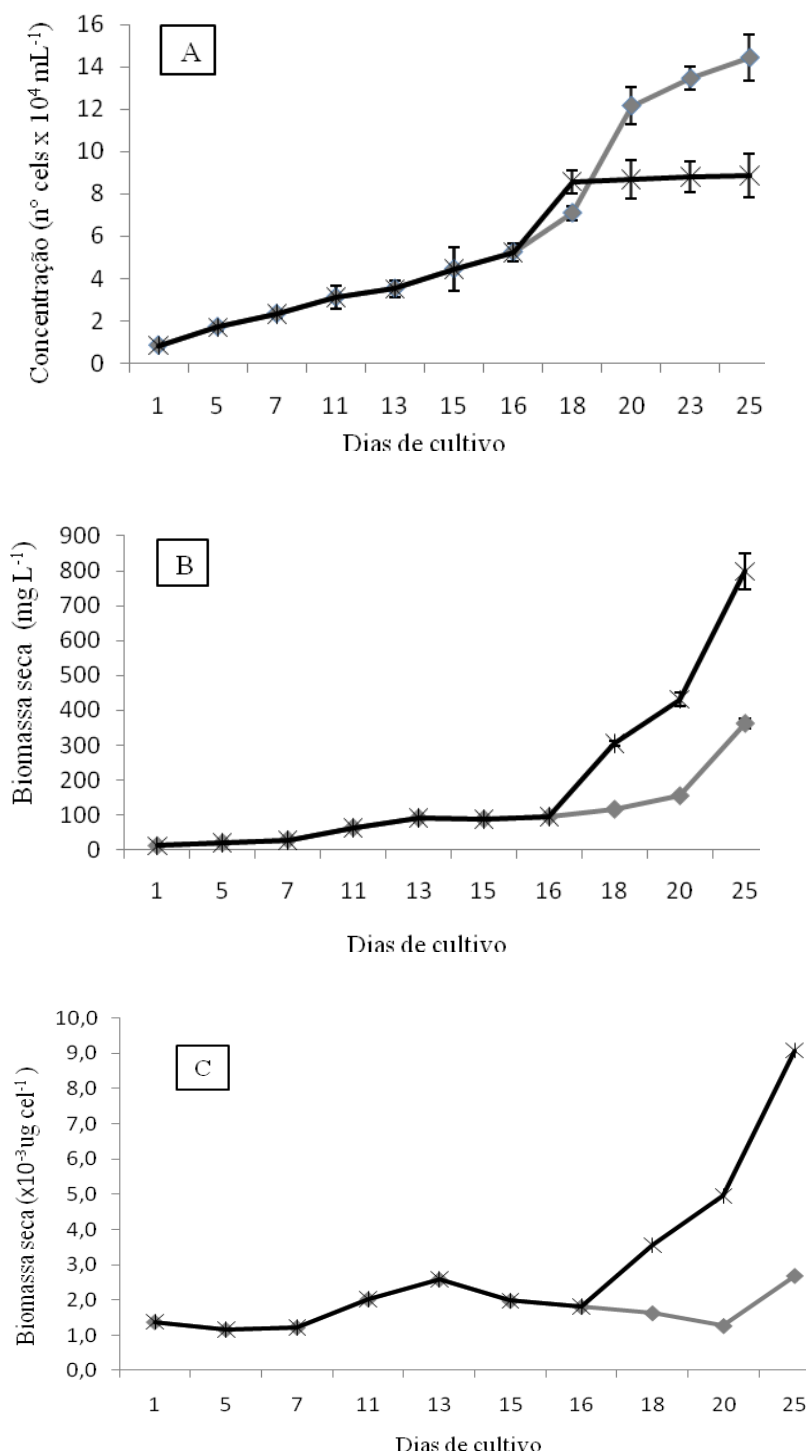 A
Concentração (n° cels x 10⁴ mL⁻¹)
16
14
12
10
8
6
4
2
0
1 5 7 11 13 15 16 18 20 23 25
Dias de cultivo
B
Biomassa seca (mg L⁻¹)
900
800
700
600
500
400
300
200
100
0
1 5 7 11 13 15 16 18 20 25
Dias de cultivo
C
Biomassa seca (x10⁻³ug cel⁻¹)
10,0
9,0
8,0
7,0
6,0
5,0
4,0
3,0
2,0
1,0
0,0
1 5 7 11 13 15 16 18 20 25
Dias de cultivo